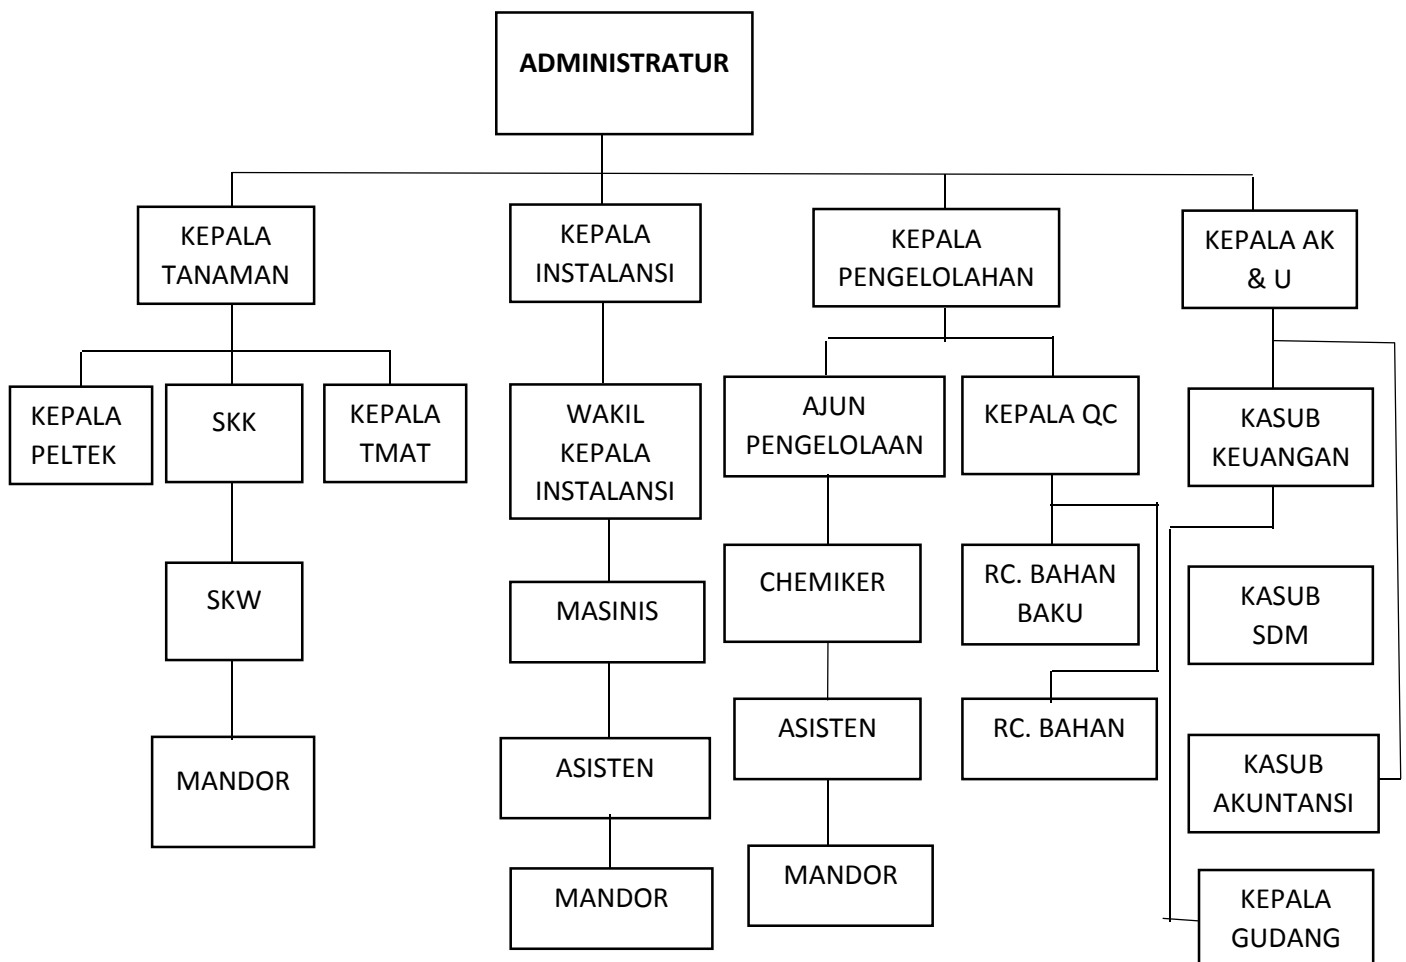 ADMINISTRATUR
KEPALA
TANAMAN
KEPALA
INSTALANSI
KEPALA
PENGELOLAHAN
KEPALA AK
& U
KEPALA
PELTEK
SKK
KEPALA
TMAT
WAKIL
KEPALA
INSTALANSI
AJUN
PENGELOLAAN
KEPALA QC
KASUB
KEUANGAN
SKW
MASINIS
CHEMIKER
RC. BAHAN
BAKU
KASUB
SDM
MANDOR
ASISTEN
ASISTEN
RC. BAHAN
KASUB
AKUNTANSI
MANDOR
MANDOR
KEPALA
GUDANG